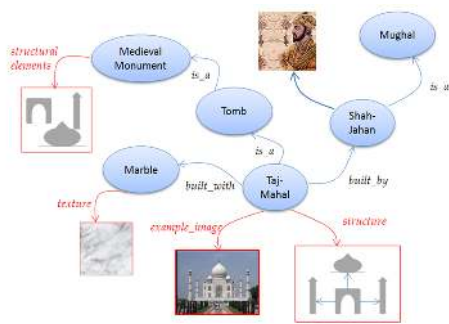 structural
elements
Medieval
Monument
Mughal
is_a
is_a
Tomb
Shah-
Jahan
is_a
Marble
built_with
Taj-
Mahal
built_by
texture
example_image
structure